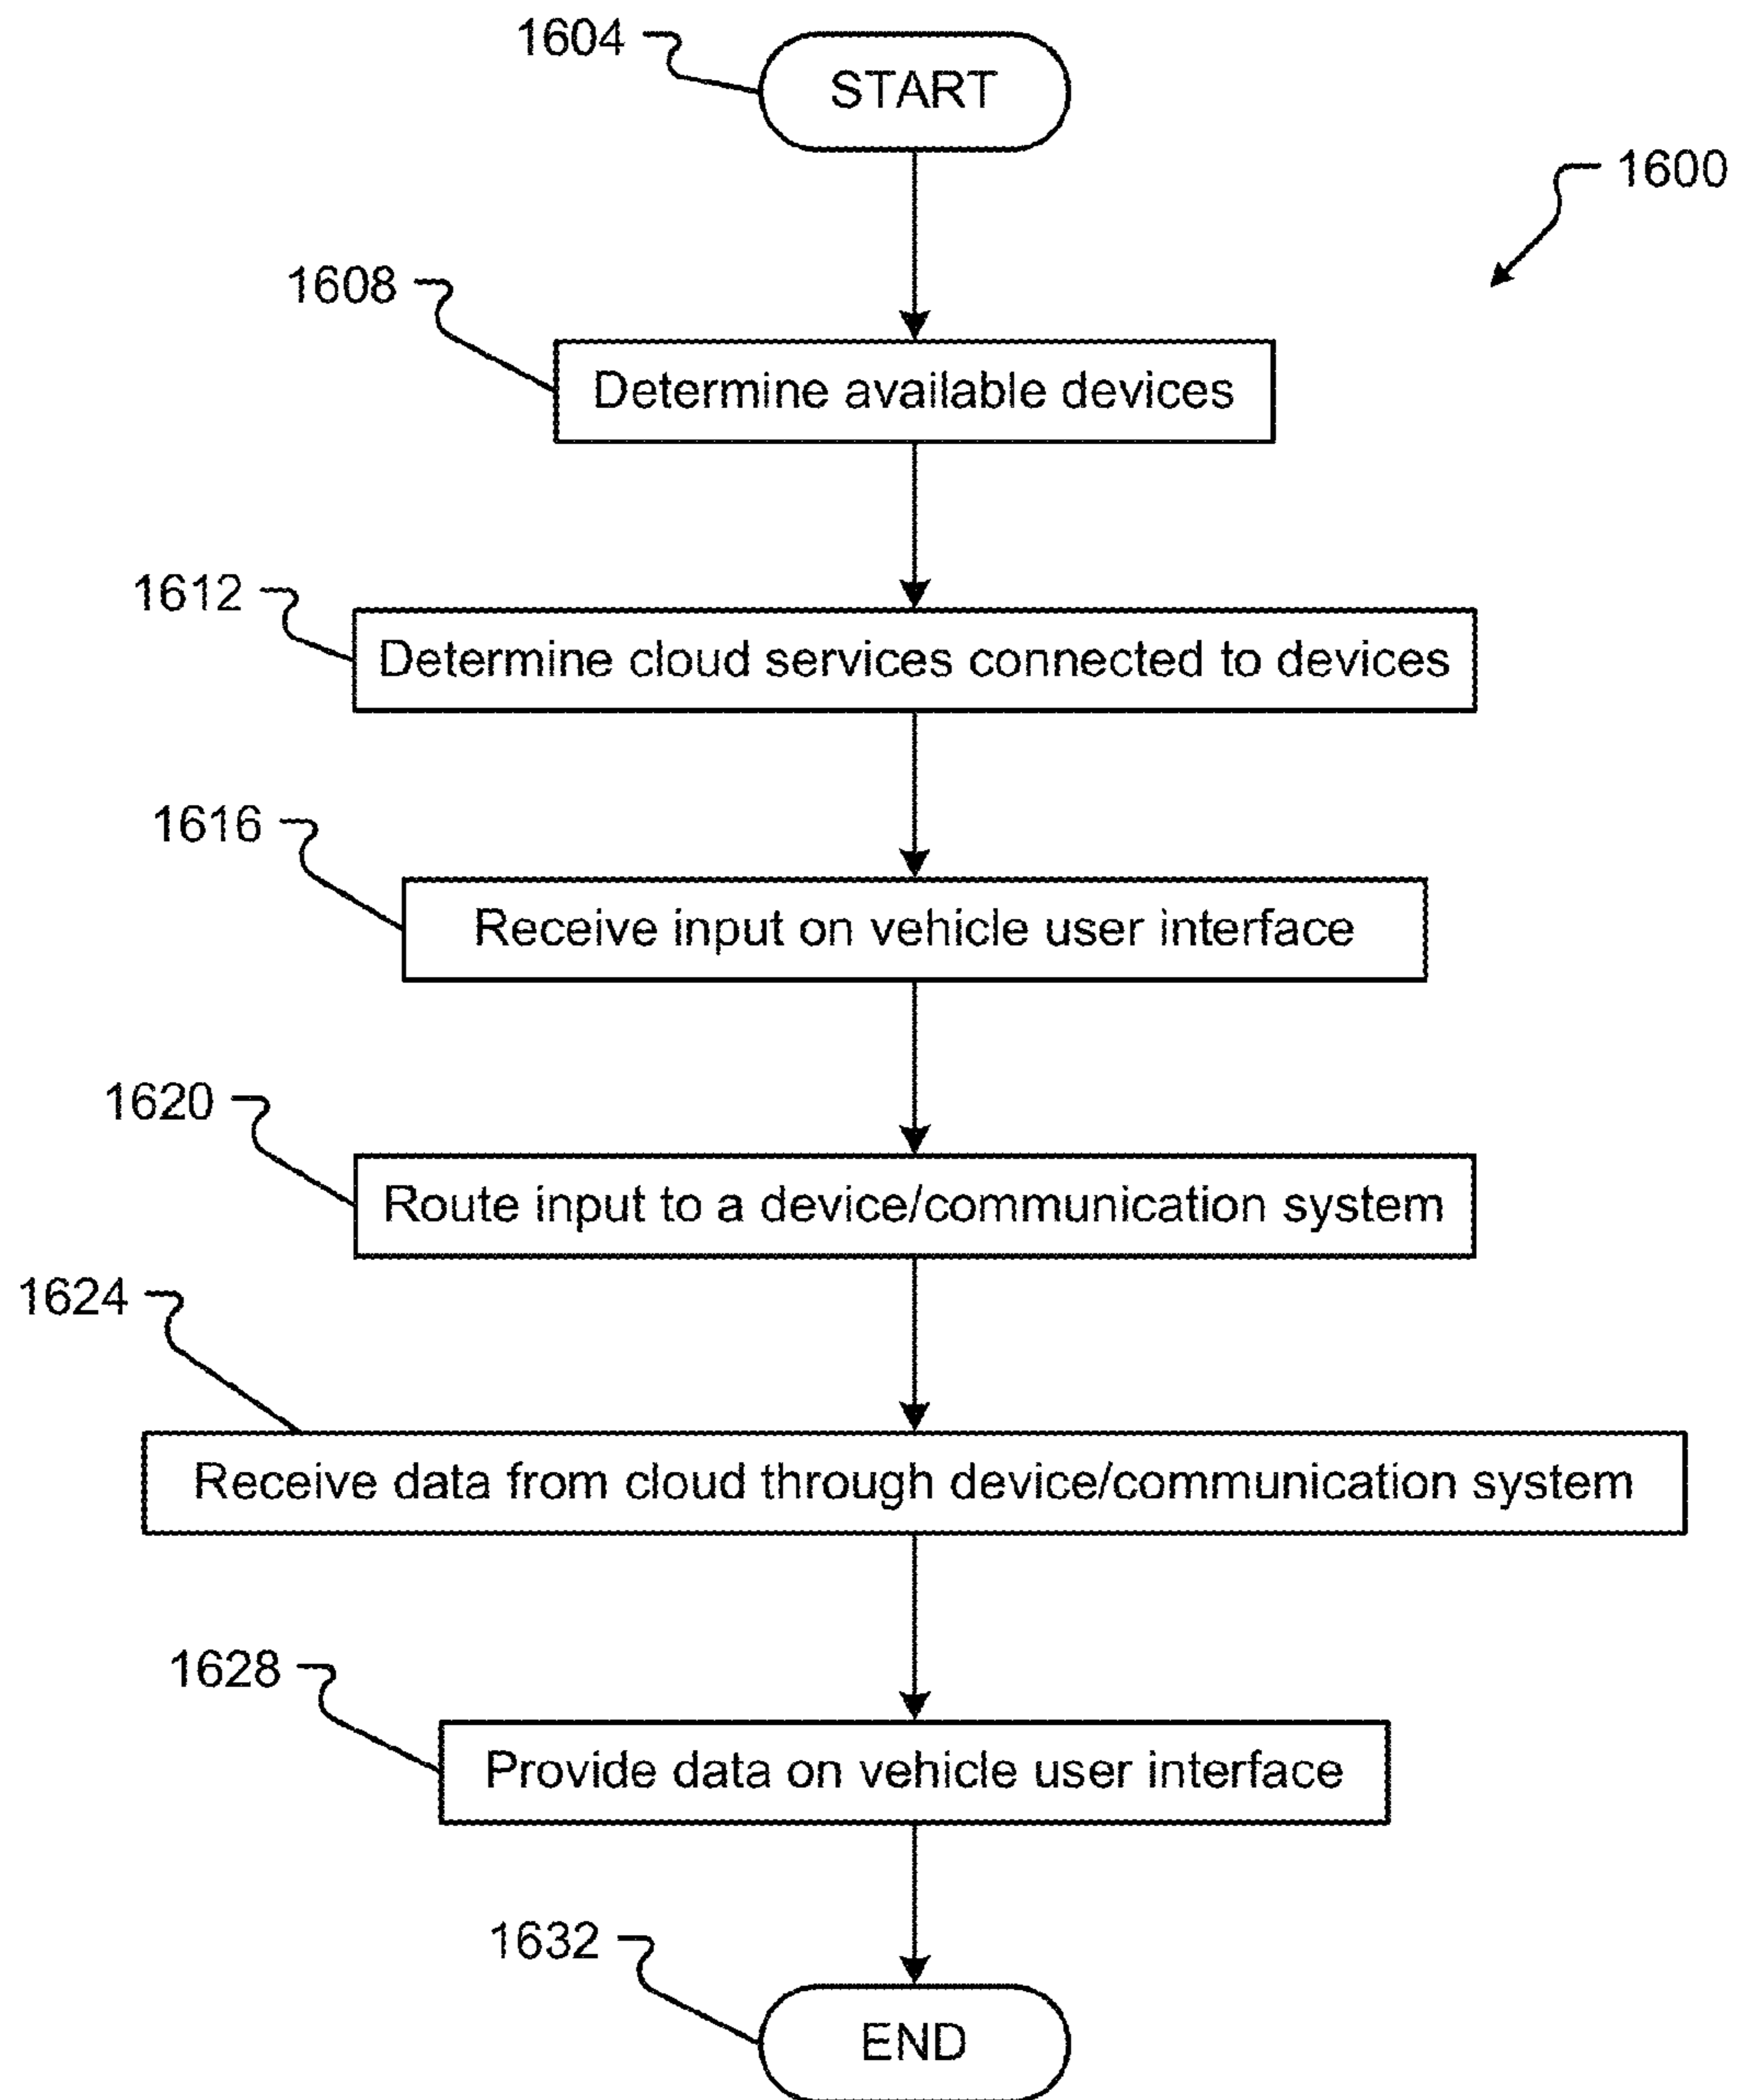 1604
START
1600
1608
Determine available devices
1612
Determine cloud services connected to devices
1616
Receive input on vehicle user interface
1620
Route input to a device/communication system
1624
Receive data from cloud through device/communication system
1628
Provide data on vehicle user interface
1632
END